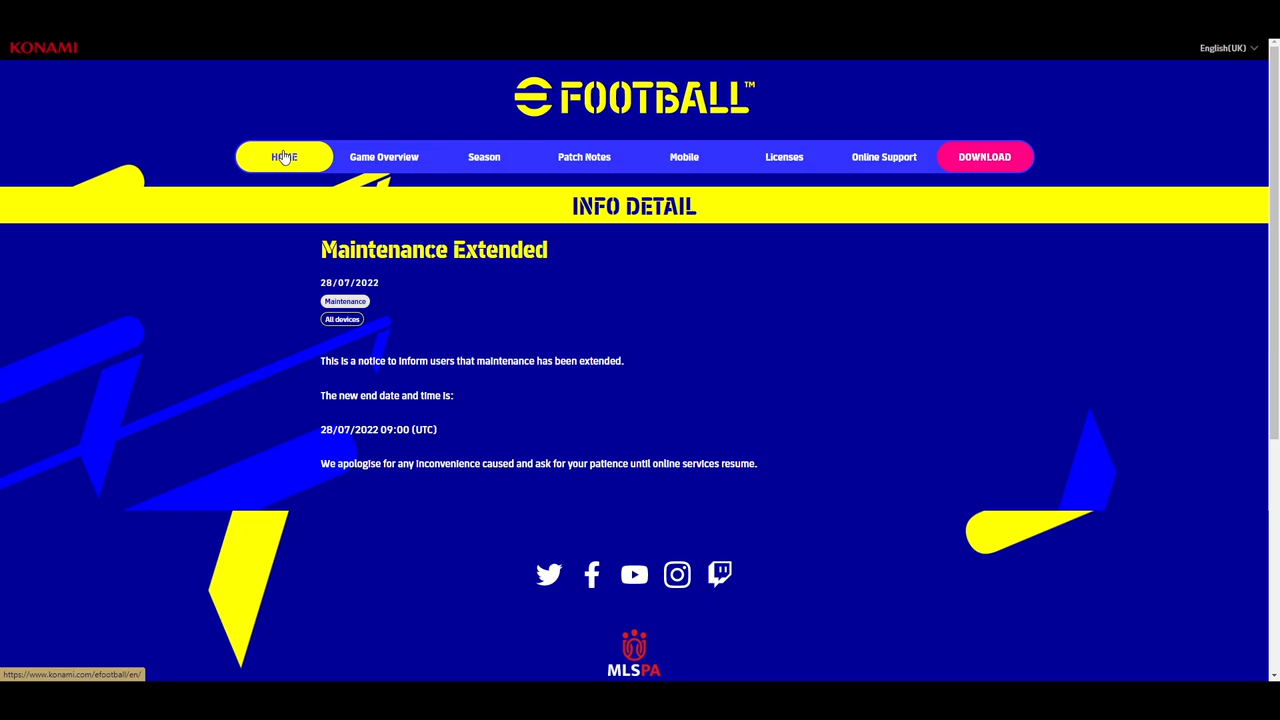 KONAMI
English(UK)
FOOTBALL™
HOME
Game Overview
Season
Patch Notes
Mobile
Licenses
Online Support
DOWNLOAD
INFO DETAIL
Maintenance Extended
28/07/2022
Maintenance
All devices
This is a notice to inform users that maintenance has been extended.
The new end date and time is:
28/07/2022 09:00 (UTC)
We apologise for any inconvenience caused and ask for your patience until online services resume.
MLSPA
https://www.konami.com/efootball/en/